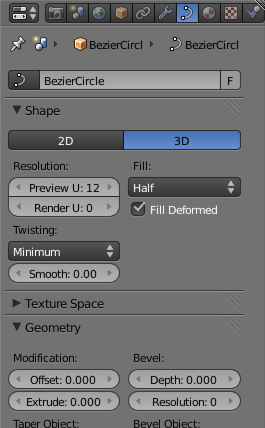 BezierCircl BezierCircl
BezierCircle F
Shape
2D 3D
Resolution: Fill:
Preview U: 12 Half
Render U: 0 Fill Deformed
Twisting:
Minimum
Smooth: 0.00
Texture Space
Geometry
Modification: Bevel:
Offset: 0.000 Depth: 0.000
Extrude: 0.000 Resolution: 0
Taper Object: Bevel Object: